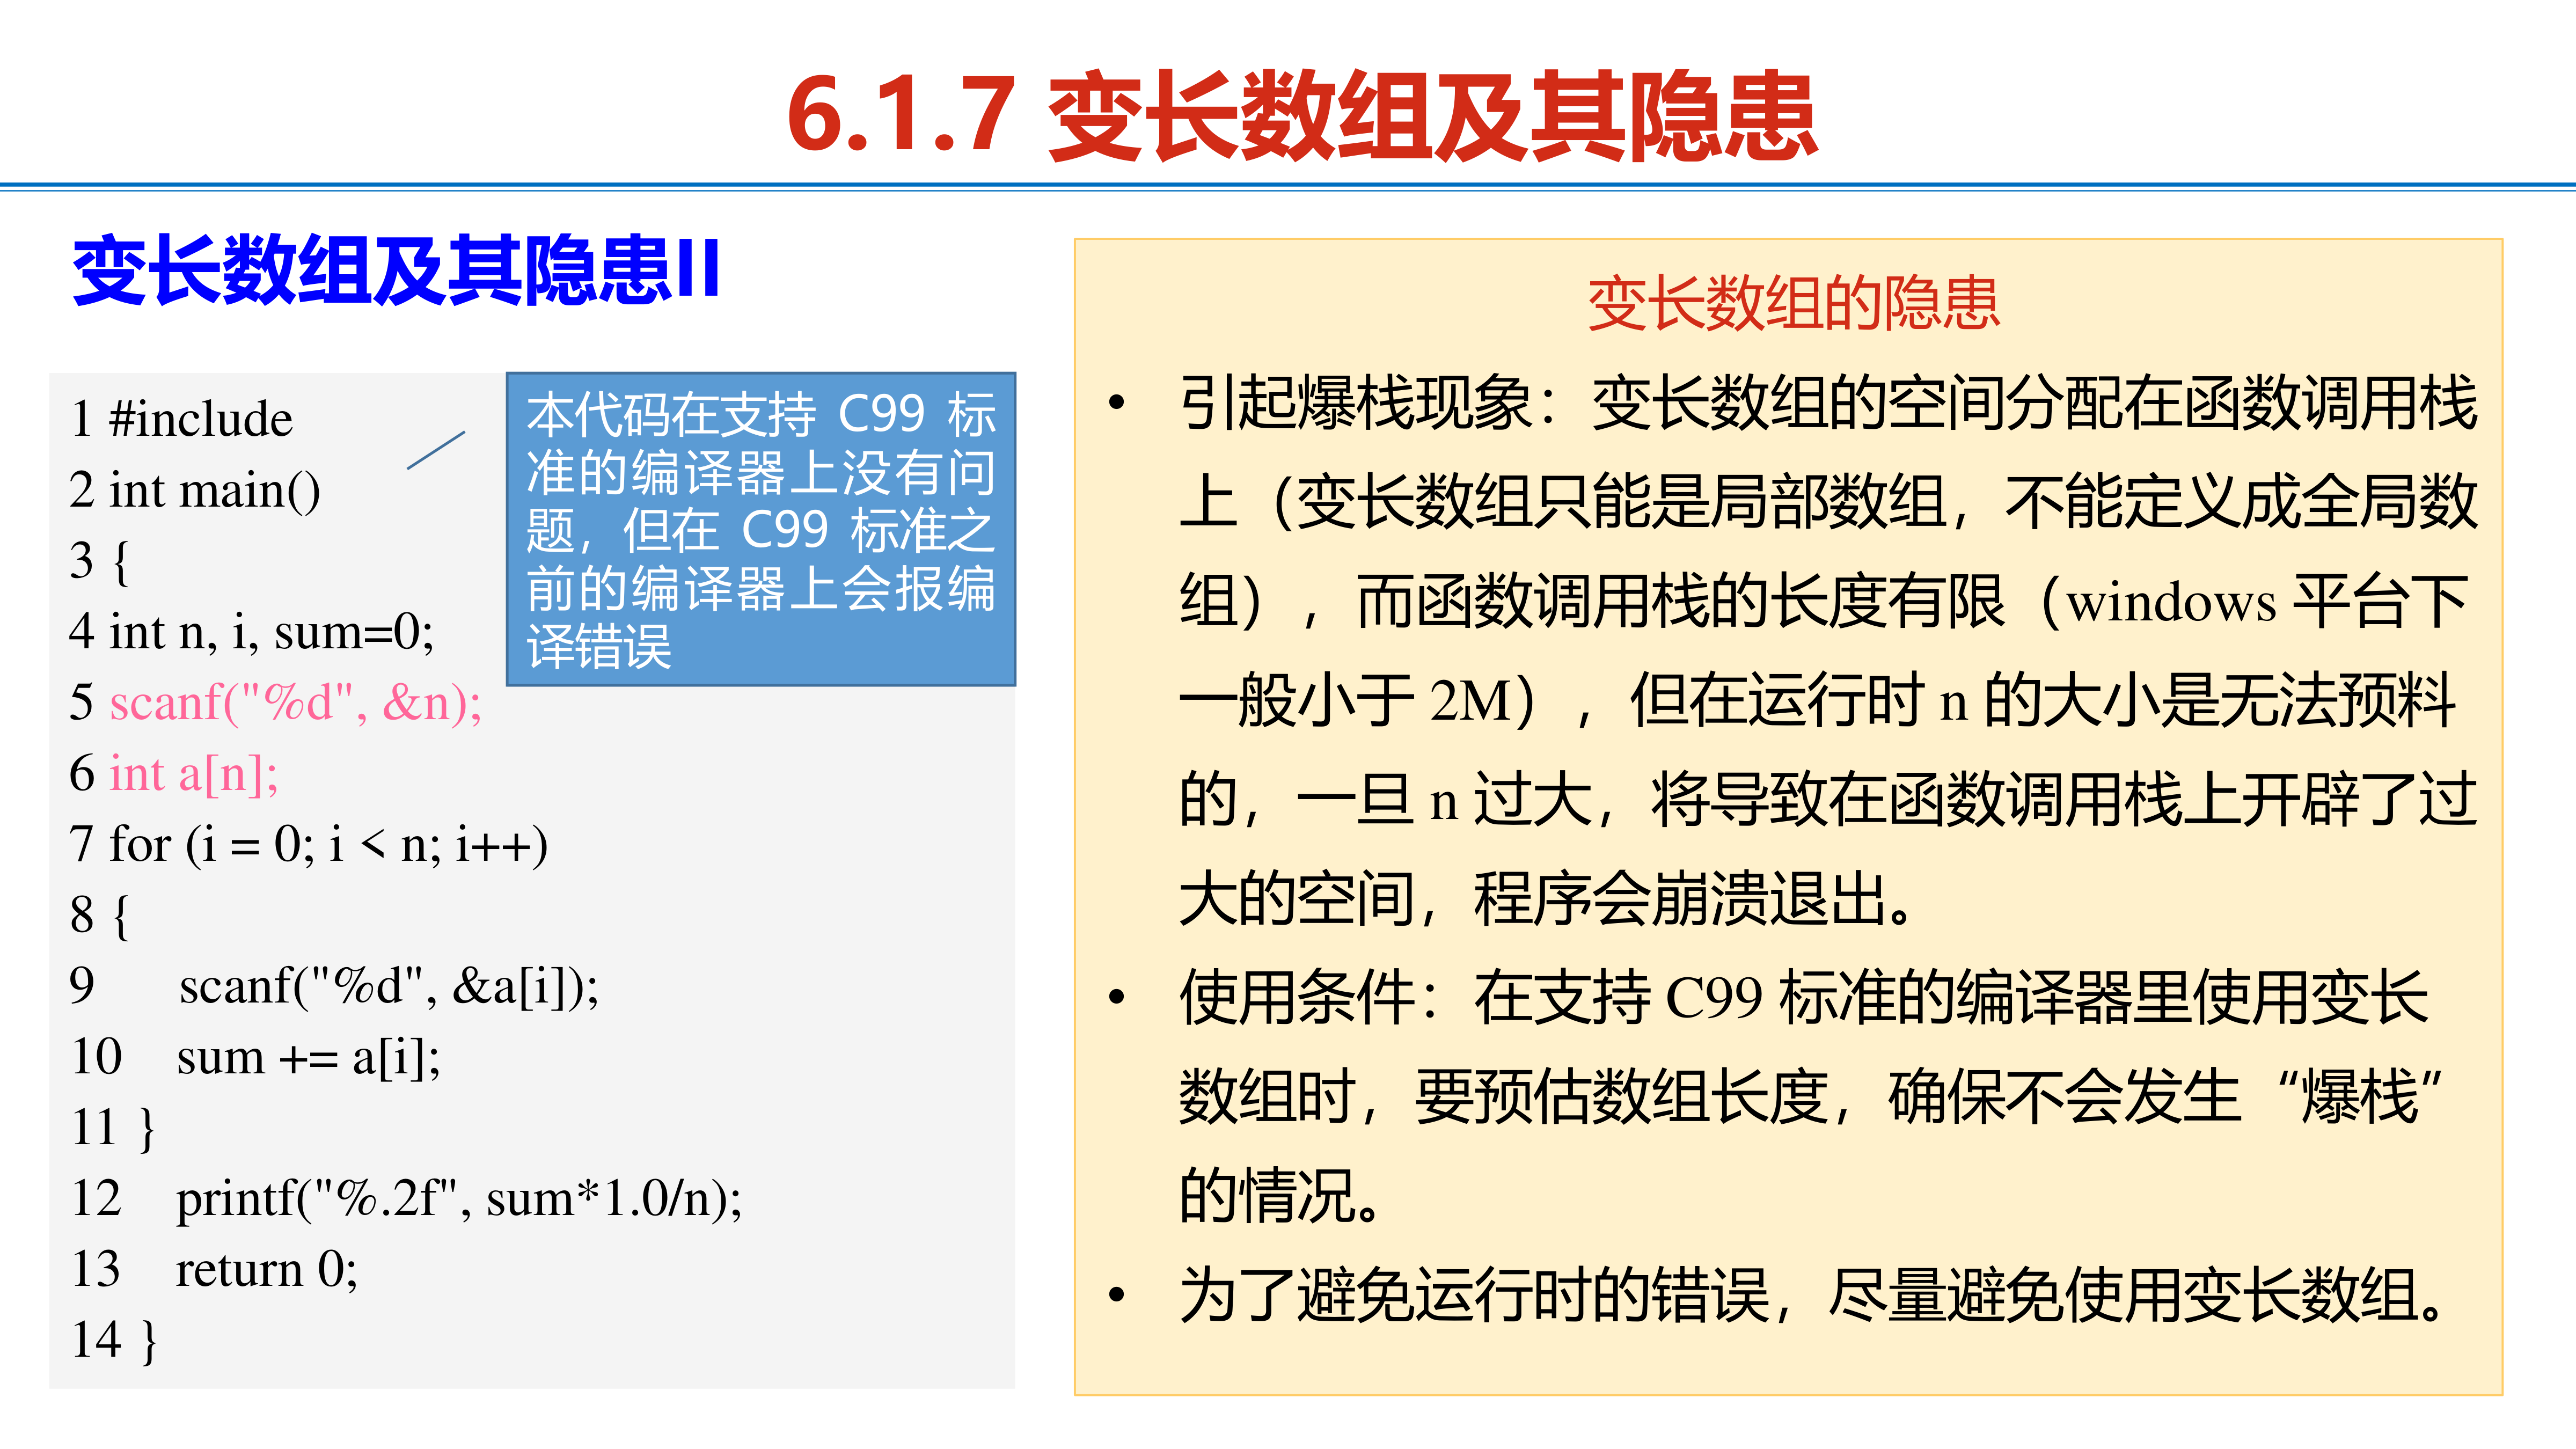 6.1.7 变长数组及其隐患
变长数组及其隐患II
1 #include
2 int main()
3 {
4 int n, i, sum=0;
5 scanf("%d", &n);
6 int a[n];
7 for (i = 0; i < n; i++)
8 {
9 scanf("%d", &a[i]);
10 sum += a[i];
11 }
12 printf("%.2f", sum*1.0/n);
13 return 0;
14 }
本代码在支持 C99 标
准的编译器上没有问
题，但在 C99 标准之
前的编译器上会报编
译错误
变长数组的隐患
• 引起爆栈现象：变长数组的空间分配在函数调用栈
上（变长数组只能是局部数组，不能定义成全局数
组），而函数调用栈的长度有限（windows 平台下
一般小于 2M），但在运行时 n 的大小是无法预料
的，一旦 n 过大，将导致在函数调用栈上开辟了过
大的空间，程序会崩溃退出。
• 使用条件：在支持 C99 标准的编译器里使用变长
数组时，要预估数组长度，确保不会发生“爆栈”
的情况。
• 为了避免运行时的错误，尽量避免使用变长数组。